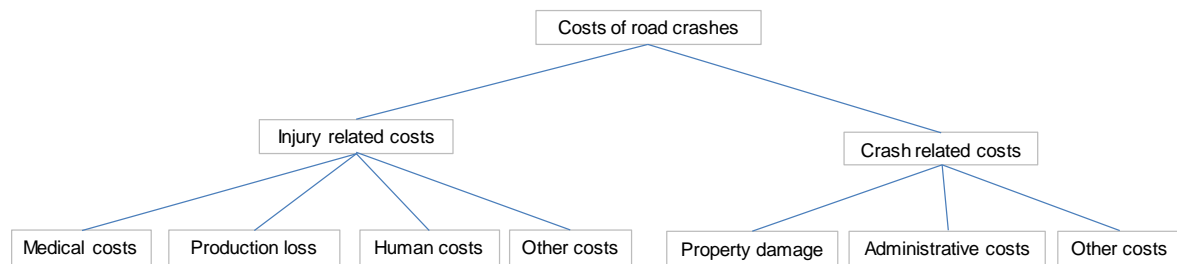 Costs of road crashes
Injury related costs
Crash related costs
Medical costs
Production loss
Human costs
Other costs
Property damage
Administrative costs
Other costs